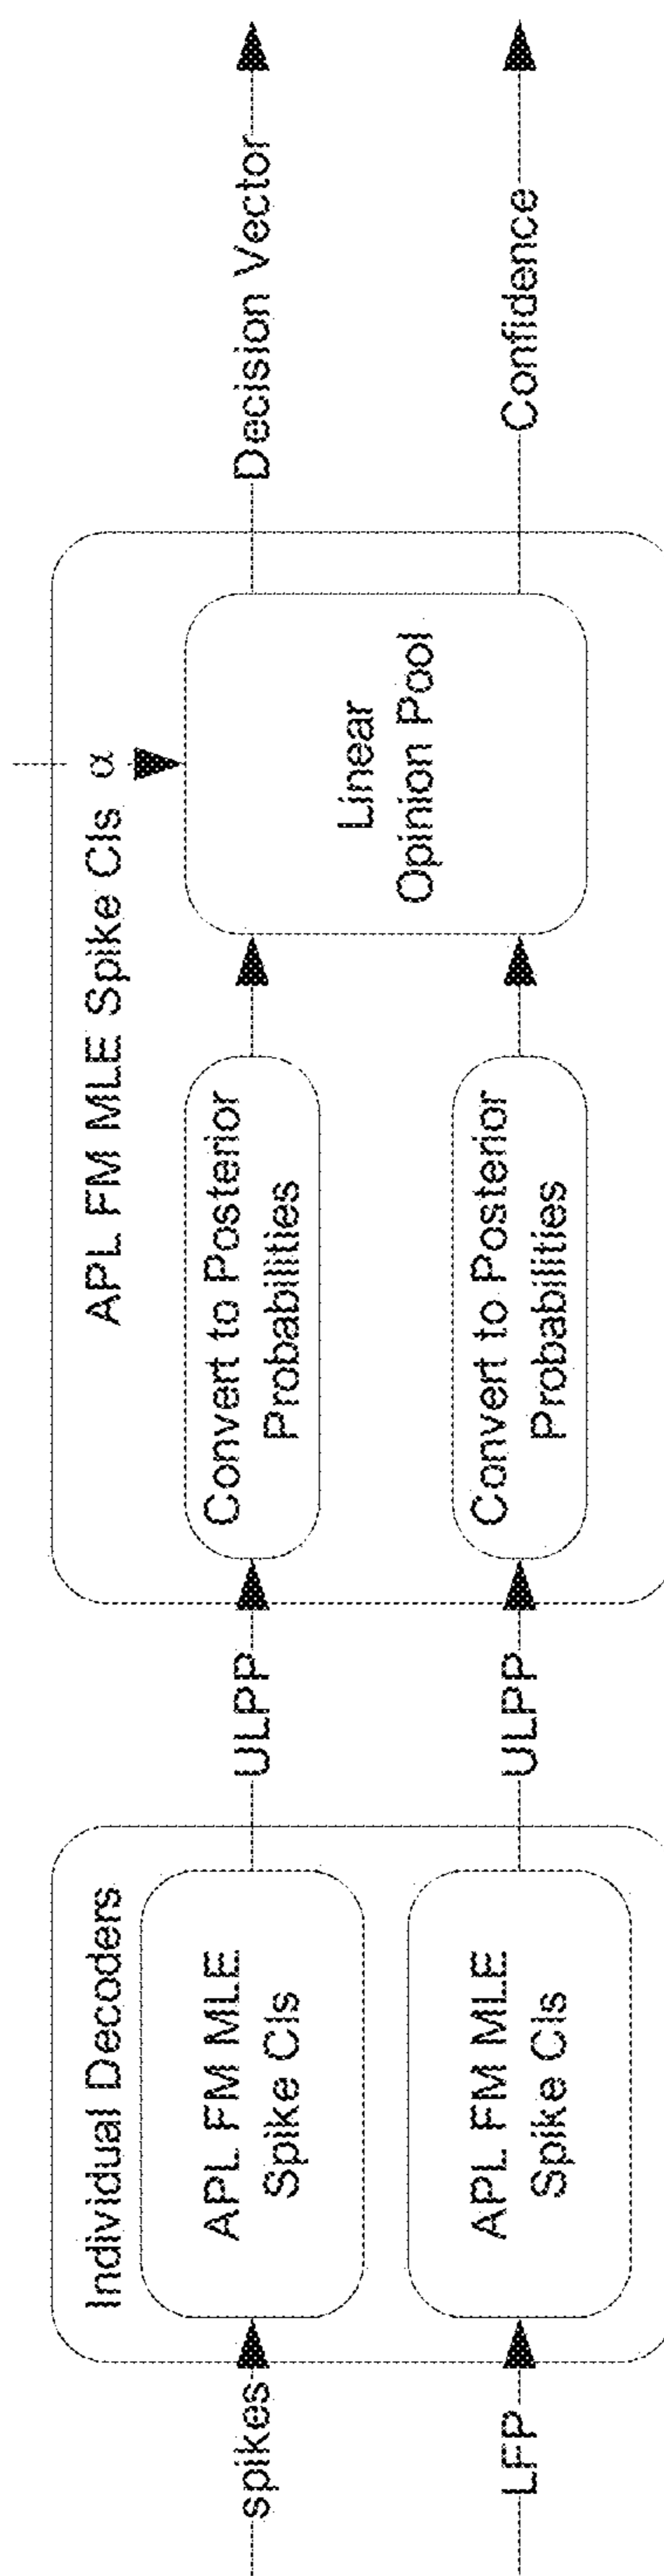 spikes
LFP
Individual Decoders
APL FM MLE
Spike Cls
APL FM MLE
Spike Cls
ULPP
ULPP
APL FM MLE Spike Cls α
Convert to Posterior
Probabilities
Convert to Posterior
Probabilities
Linear
Opinion Pool
Decision Vector
Confidence